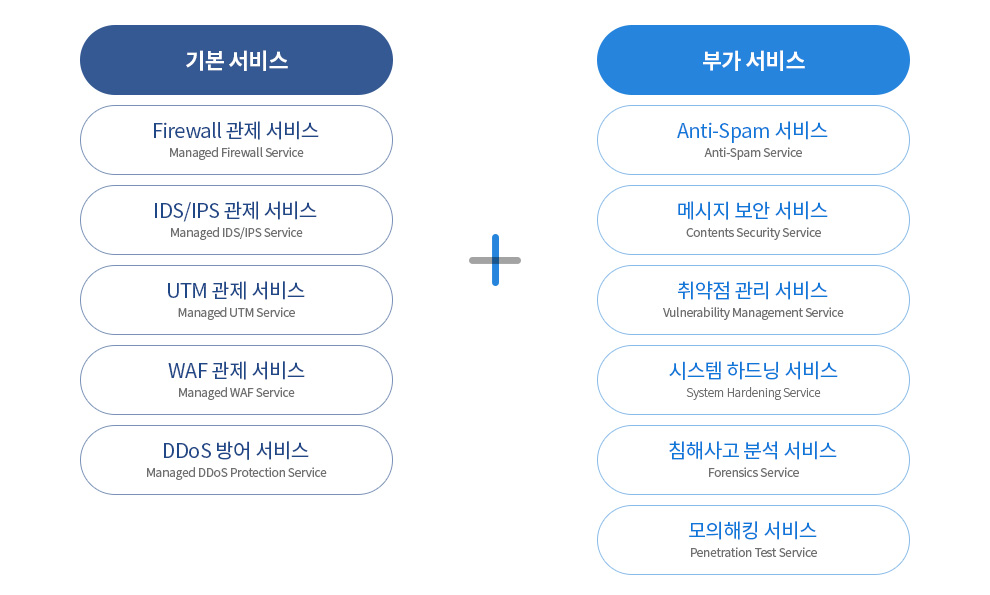 기본 서비스
Firewall 관제 서비스
Managed Firewall Service
IDS/IPS 관제 서비스
Managed IDS/IPS Service
UTM 관제 서비스
Managed UTM Service
WAF 관제 서비스
Managed WAF Service
DDoS 방어 서비스
Managed DDoS Protection Service
부가 서비스
Anti-Spam 서비스
Anti-Spam Service
메시지 보안 서비스
Contents Security Service
취약점 관리 서비스
Vulnerability Management Service
시스템 하드닝 서비스
System Hardening Service
침해사고 분석 서비스
Forensics Service
모의해킹 서비스
Penetration Test Service